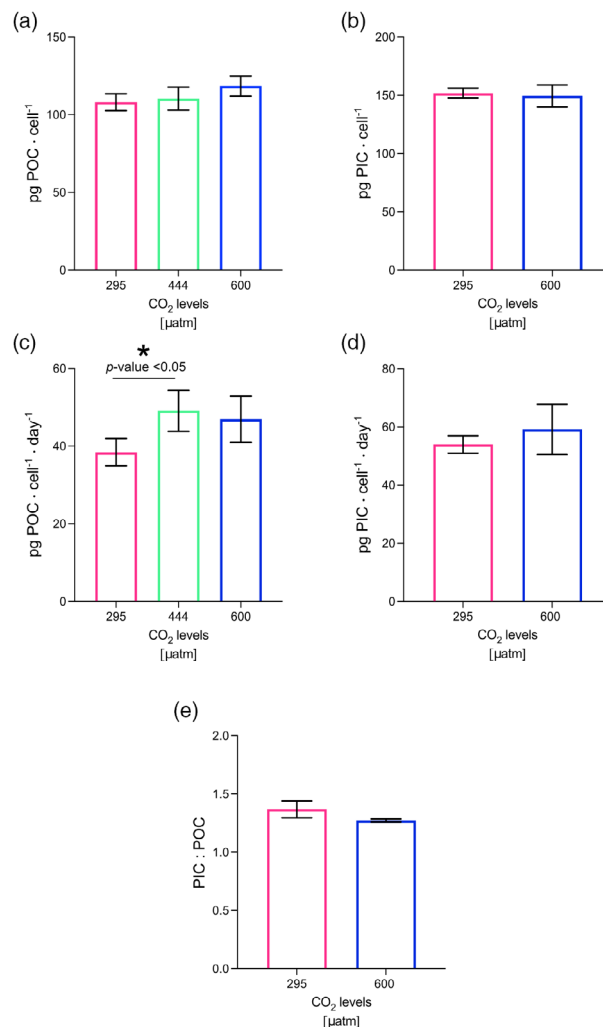 (a)
pg POC · cell⁻¹
150
100
50
0
295
444
600
CO₂ levels
[µatm]
(b)
pg PIC · cell⁻¹
200
150
100
50
0
295
600
CO₂ levels
[µatm]
(c)
pg POC · cell⁻¹ · day⁻¹
60
40
20
0
*
p-value <0.05
295
444
600
CO₂ levels
[µatm]
(d)
pg PIC · cell⁻¹ · day⁻¹
80
60
40
20
0
295
600
CO₂ levels
[µatm]
(e)
PIC : POC
2.0
1.5
1.0
0.5
0.0
295
600
CO₂ levels
[µatm]